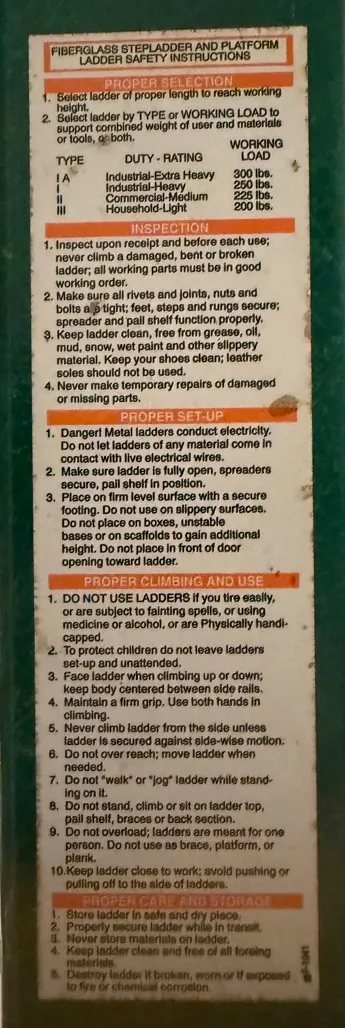 FIBERGLASS STEPLADDER AND PLATFORM
LADDER SAFETY INSTRUCTIONS
PROPER SELECTION
1. Select ladder of proper length to reach working
height.
2. Select ladder by TYPE or WORKING LOAD to
support combined weight of user and materials
or tools, or both.
WORKING
TYPE DUTY - RATING LOAD
I A Industrial-Extra Heavy 300 lbs.
I Industrial-Heavy 250 lbs.
II Commercial-Medium 225 lbs.
III Household-Light 200 lbs.
INSPECTION
1. Inspect upon receipt and before each use;
never climb a damaged, bent or broken
ladder; all working parts must be in good
working order.
2. Make sure all rivets and joints, nuts and
bolts are tight; feet, steps and rungs secure;
spreader and pail shelf function properly.
3. Keep ladder clean, free from grease, oil,
mud, snow, wet paint and other slippery
material. Keep your shoes clean; leather
soles should not be used.
4. Never make temporary repairs of damaged
or missing parts.
PROPER SET-UP
1. Danger! Metal ladders conduct electricity.
Do not let ladders of any material come in
contact with live electrical wires.
2. Make sure ladder is fully open, spreaders
secure, pail shelf in position.
3. Place on firm level surface with a secure
footing. Do not use on slippery surfaces.
Do not place on boxes, unstable
bases or on scaffolds to gain additional
height. Do not place in front of door
opening toward ladder.
PROPER CLIMBING AND USE
1. DO NOT USE LADDERS if you tire easily,
or are subject to fainting spells, or using
medicine or alcohol, or are Physically handi-
capped.
2. To protect children do not leave ladders
set-up and unattended.
3. Face ladder when climbing up or down;
keep body centered between side rails.
4. Maintain a firm grip. Use both hands in
climbing.
5. Never climb ladder from the side unless
ladder is secured against side-wise motion.
6. Do not over reach; move ladder when
needed.
7. Do not "walk" or "jog" ladder while stand-
ing on it.
8. Do not stand, climb or sit on ladder top,
pail shelf, braces or back section.
9. Do not overload; ladders are meant for one
person. Do not use as brace, platform, or
plank.
10. Keep ladder close to work; avoid pushing or
pulling off to the side of ladders.
PROPER CARE AND STORAGE
1. Store ladder in safe and dry place.
2. Properly secure ladder while in transit.
3. Never store materials on ladder.
4. Keep ladder clean and free of all foreign
materials.
5. Destroy ladder if broken, worn or if exposed
to fire or chemical corrosion.